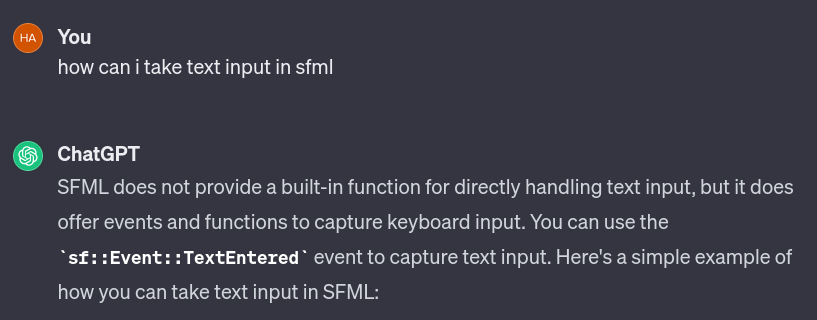 HA
You
how can i take text input in sfml
ChatGPT
SFML does not provide a built-in function for directly handling text input, but it does
offer events and functions to capture keyboard input. You can use the
`sf::Event::TextEntered` event to capture text input. Here's a simple example of
how you can take text input in SFML: